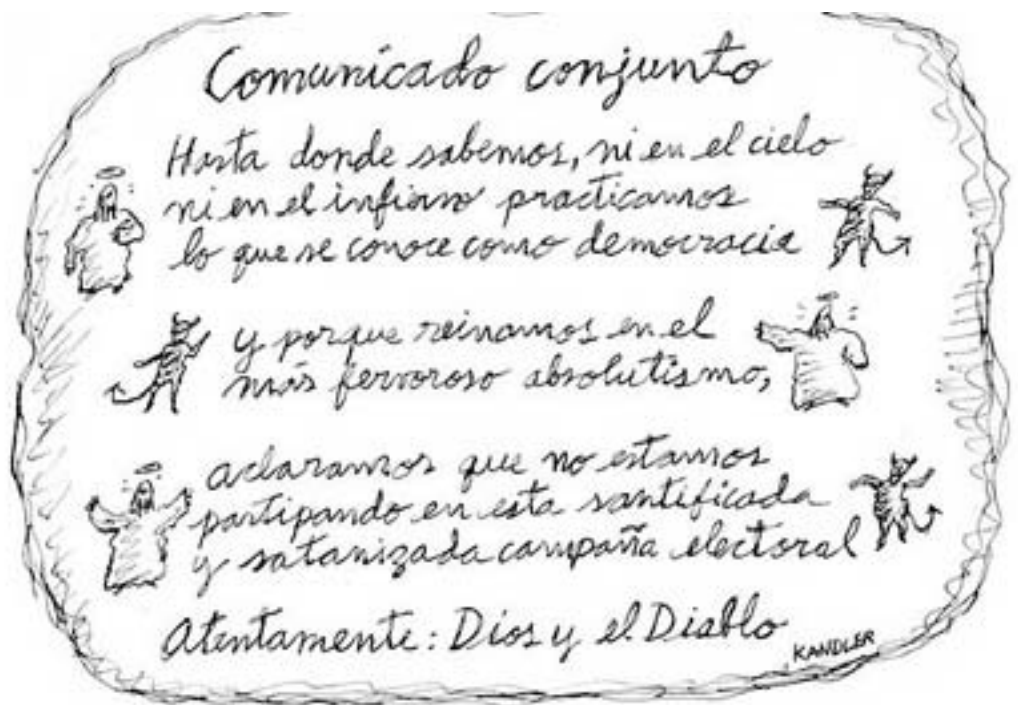 Comunicado conjunto
Hasta donde sabemos, ni en el cielo
ni en el infierno practicamos
lo que se conoce como democracia
y porque reinamos en el
más fervoroso absolutismo,
aclaramos que no estamos
partipando en esta santificada
y satanizada campaña electoral
Atentamente: Dios y el Diablo
KANDLER